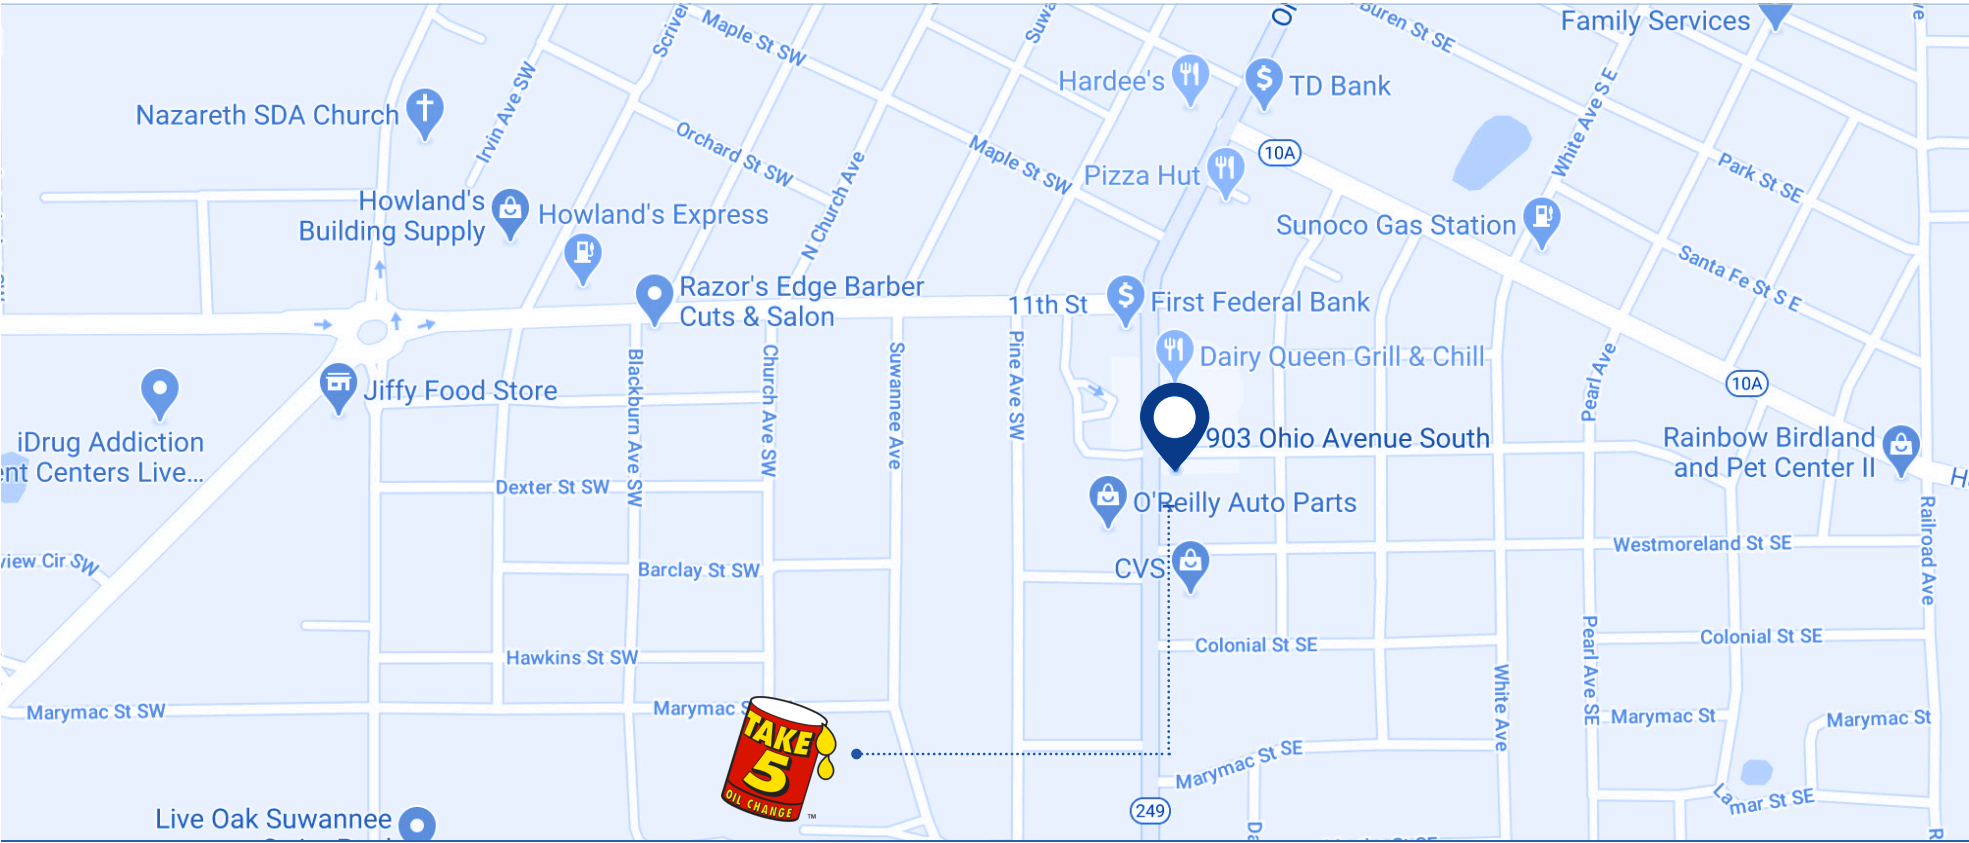 Family Services
Buren St SE
Maple St SW
Hardee's
TD Bank
Nazareth SDA Church
Irvin Ave SW
Orchard St SW
Maple St SW
10A
White Ave S E
Park St SE
Pizza Hut
Howland's
Building Supply
Howland's Express
N Church Ave
Sunoco Gas Station
Santa Fe St S E
Razor's Edge Barber
Cuts & Salon
11th St
First Federal Bank
Dairy Queen Grill & Chill
Jiffy Food Store
Blackburn Ave SW
Church Ave SW
Suwannee Ave
Pine Ave SW
Pearl Ave
10A
iDrug Addiction
ent Centers Live...
903 Ohio Avenue South
Rainbow Birdland
and Pet Center II
Dexter St SW
O'Reilly Auto Parts
Railroad Ave
view Cir SW
Barclay St SW
CVS
Westmoreland St SE
Hawkins St SW
Colonial St SE
Colonial St SE
Pearl Ave SE
White Ave
Marymac St SW
Marymac S
Marymac St
Marymac St
TAKE
5
OIL CHANGE
™
Marymac St SE
Lamar St SE
249
Live Oak Suwannee